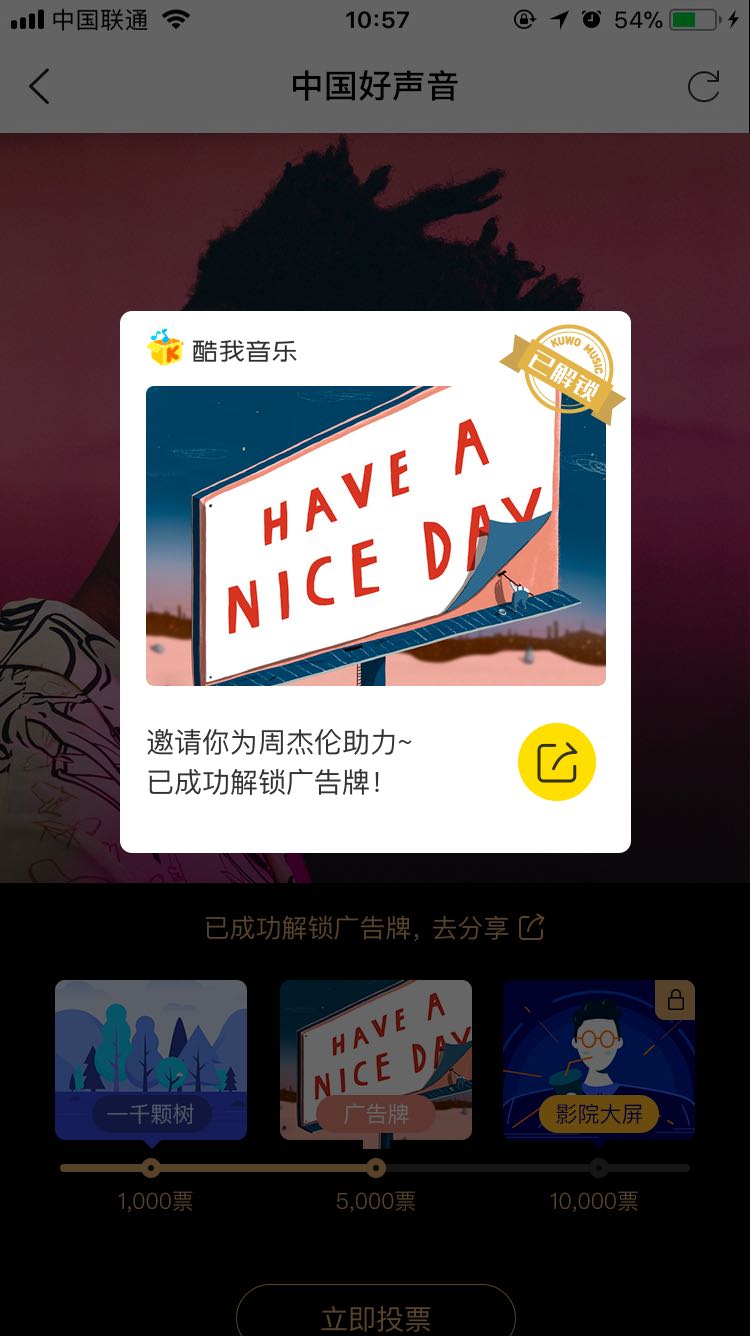 中国联通
10:57
54%
中国好声音
酷我音乐
KUWO MUSIC
已解锁
HAVE A
NICE DAY
邀请你为周杰伦助力~
已成功解锁广告牌！
已成功解锁广告牌，去分享
HAVE A
NICE DAY
一千颗树
广告牌
影院大屏
1,000票
5,000票
10,000票
立即投票